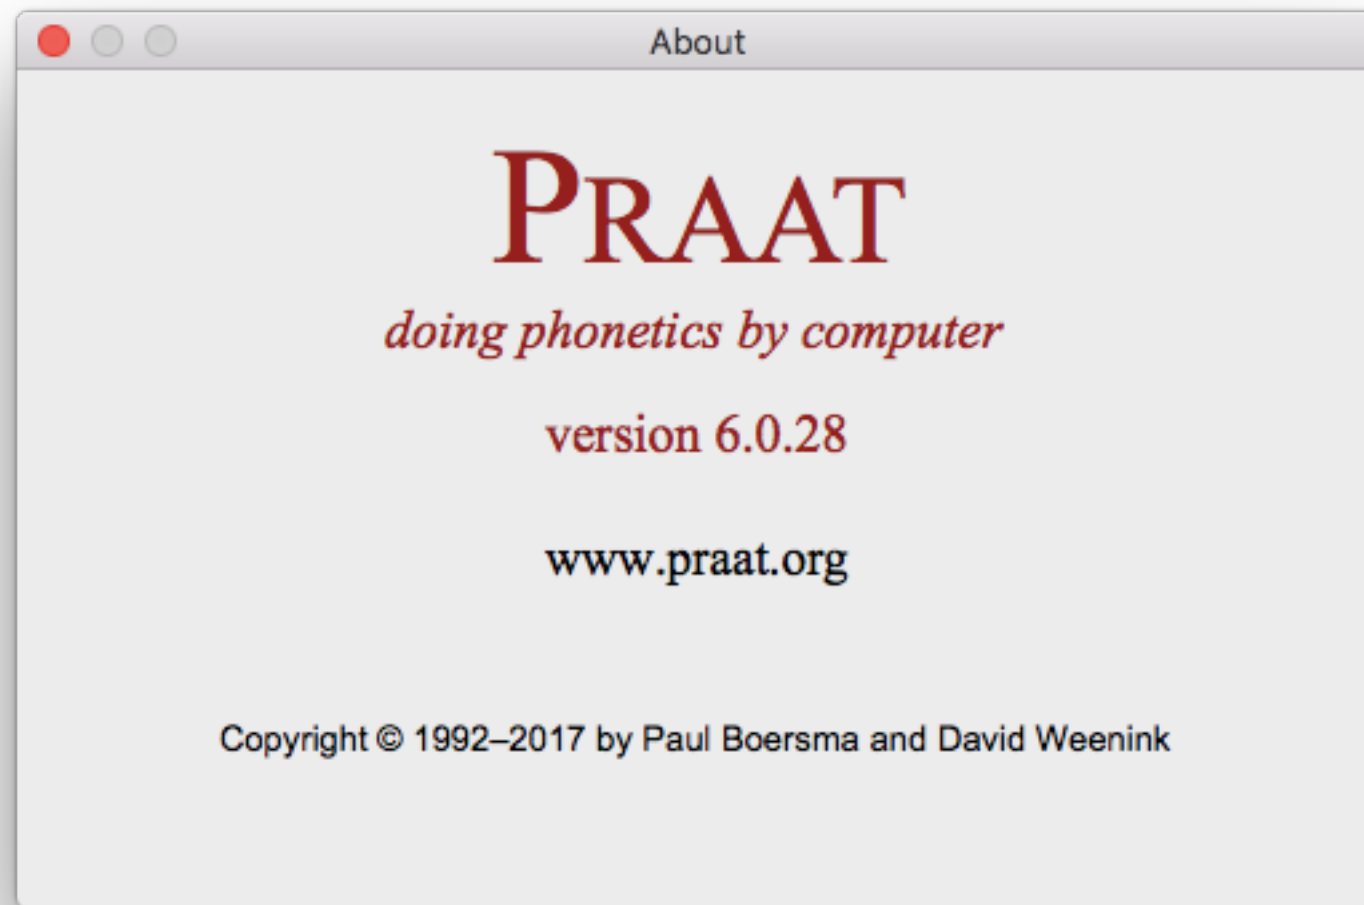 About
PRAAT
doing phonetics by computer
version 6.0.28
www.praat.org
Copyright © 1992–2017 by Paul Boersma and David Weenink